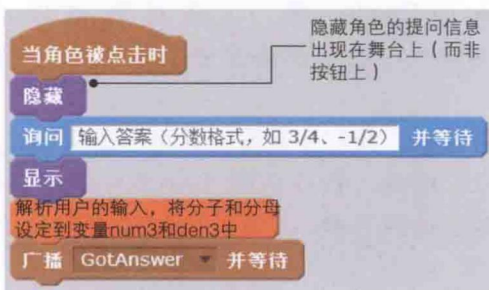 隐藏角色的提问信息
出现在舞台上（而非
按钮上）
当角色被点击时
隐藏
询问 输入答案（分数格式，如 3/4、-1/2） 并等待
显示
解析用户的输入，将分子和分母
设定到变量num3和den3中
广播 GotAnswer 并等待